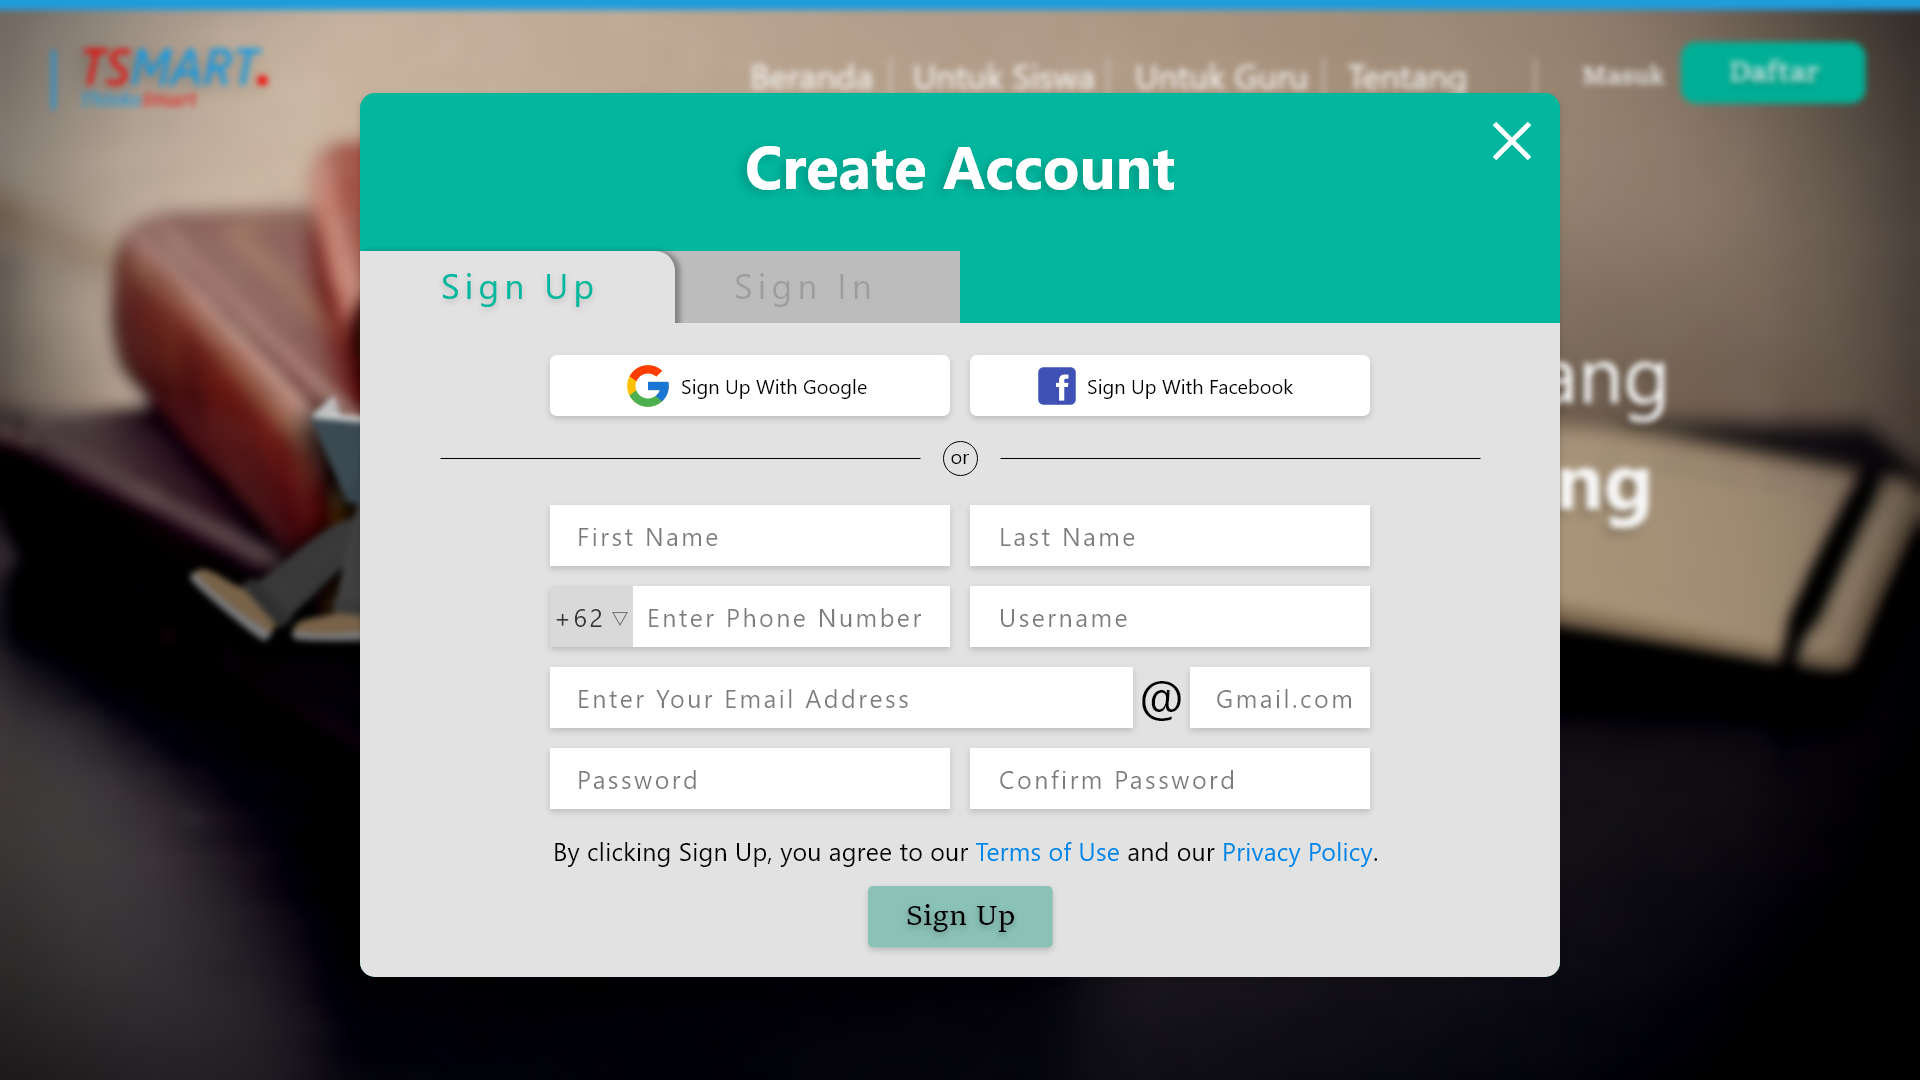 TSMART.
ThinksSmart
Beranda
Untuk Siswa
Untuk Guru
Tentang
Masuk
Daftar
Create Account
Sign Up
Sign In
Sign Up With Google
Sign Up With Facebook
or
First Name
Last Name
+62
Enter Phone Number
Username
Enter Your Email Address
@
Gmail.com
Password
Confirm Password
By clicking Sign Up, you agree to our Terms of Use and our Privacy Policy.
Sign Up